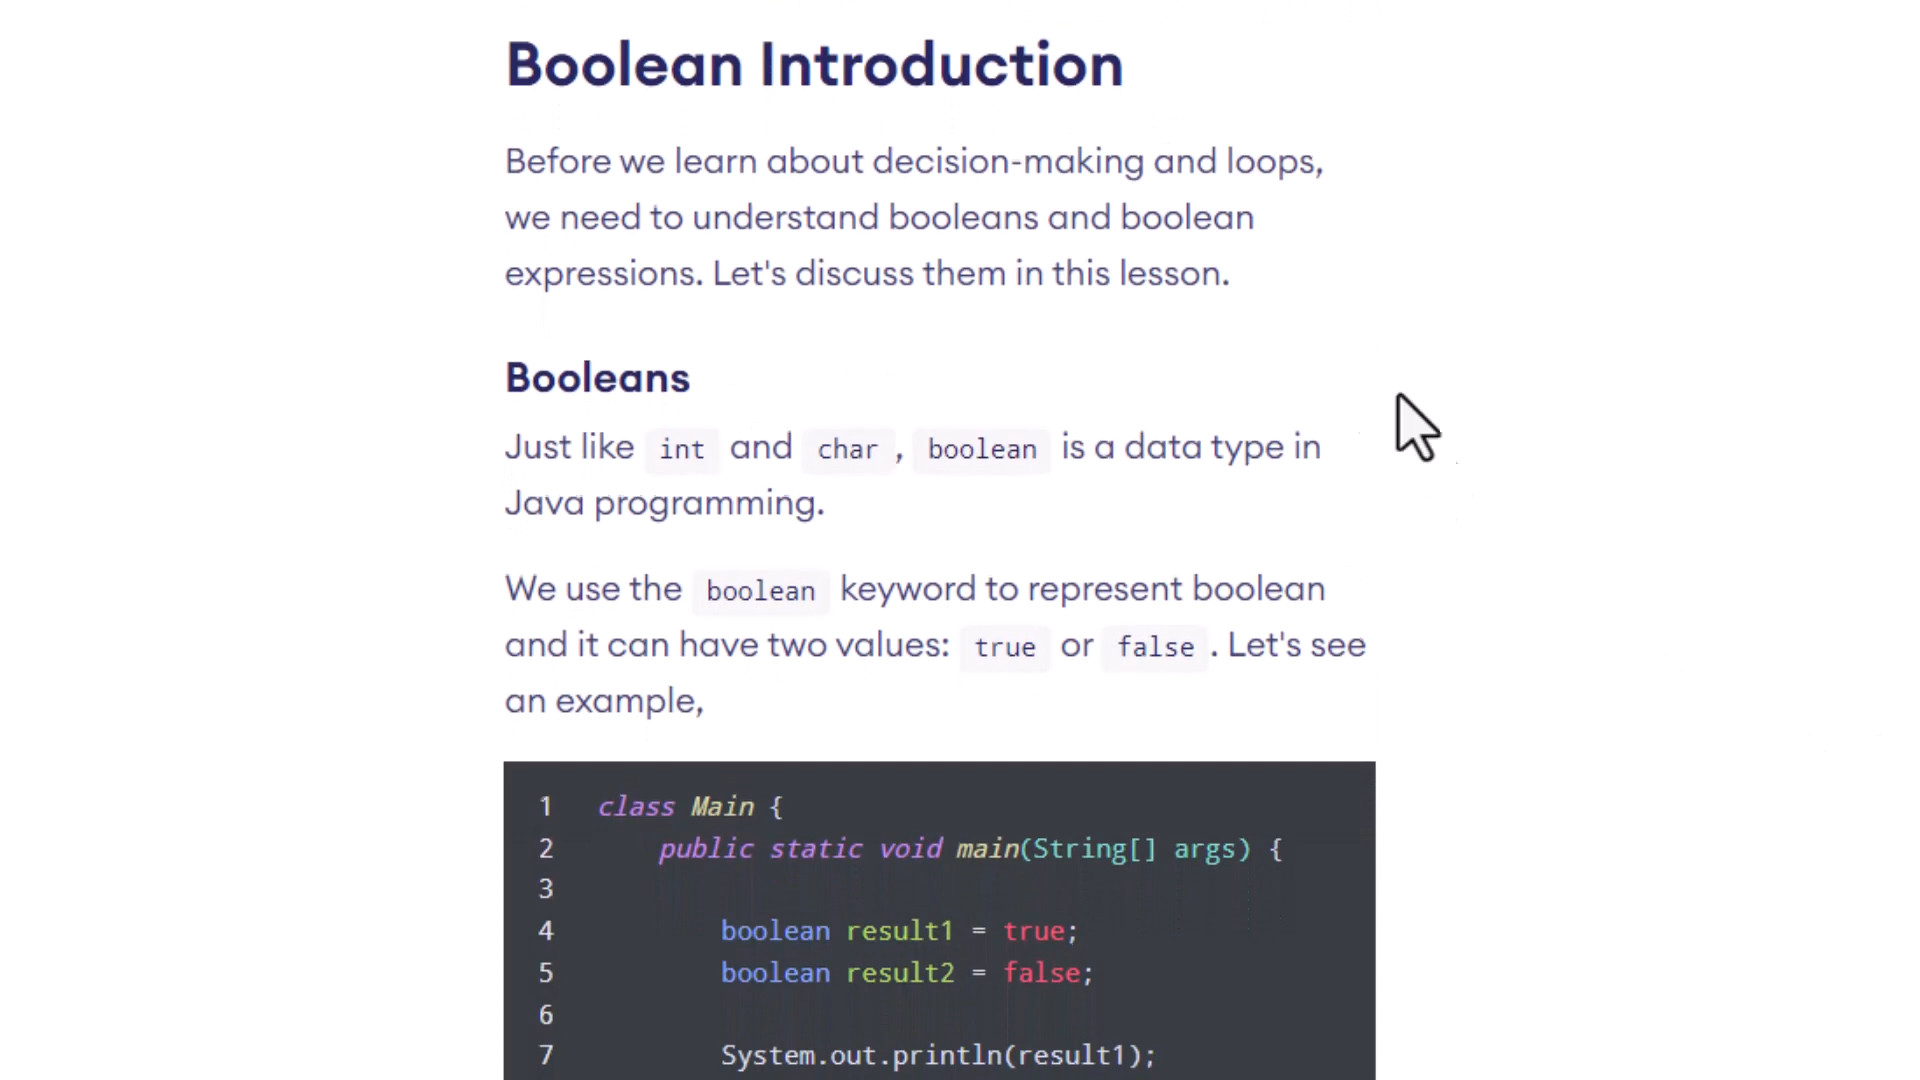 Boolean Introduction
Before we learn about decision-making and loops,
we need to understand booleans and boolean
expressions. Let's discuss them in this lesson.
Booleans
Just like int and char , boolean is a data type in
Java programming.
We use the boolean keyword to represent boolean
and it can have two values: true or false . Let's see
an example,
1 class Main {
2 public static void main(String[] args) {
3
4 boolean result1 = true;
5 boolean result2 = false;
6
7 System.out.println(result1);